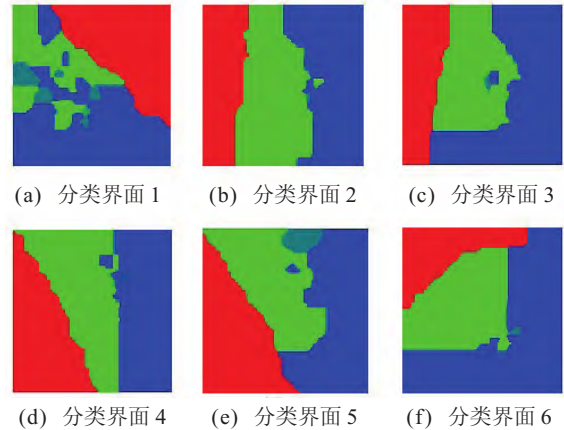 (a) 分类界面 1
(b) 分类界面 2
(c) 分类界面 3
(d) 分类界面 4
(e) 分类界面 5
(f) 分类界面 6